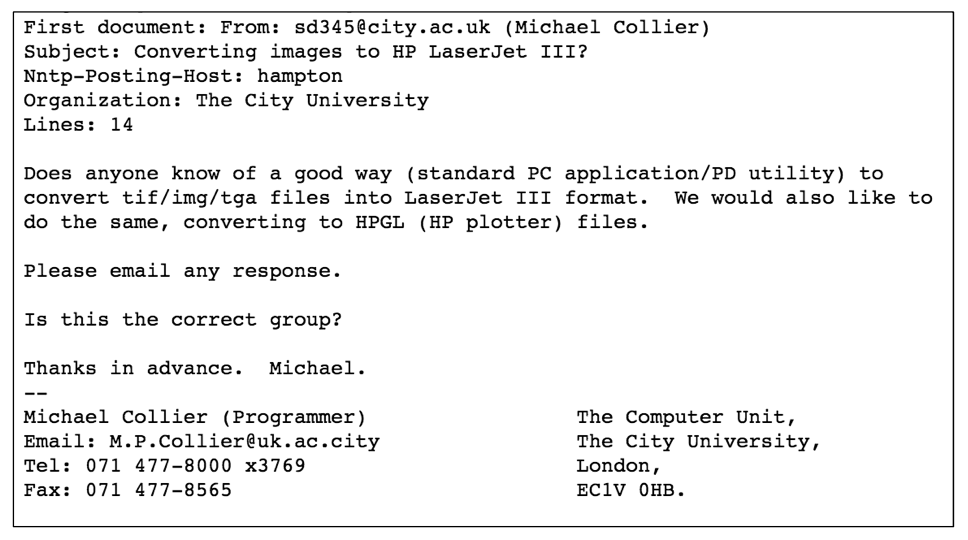 First document: From: sd345@city.ac.uk (Michael Collier)
Subject: Converting images to HP LaserJet III?
Nntp-Posting-Host: hampton
Organization: The City University
Lines: 14

Does anyone know of a good way (standard PC application/PD utility) to
convert tif/img/tga files into LaserJet III format.  We would also like to
do the same, converting to HPGL (HP plotter) files.

Please email any response.

Is this the correct group?

Thanks in advance.  Michael.
--
Michael Collier (Programmer)                 The Computer Unit,
Email: M.P.Collier@uk.ac.city                The City University,
Tel: 071 477-8000 x3769                      London,
Fax: 071 477-8565                            EC1V 0HB.